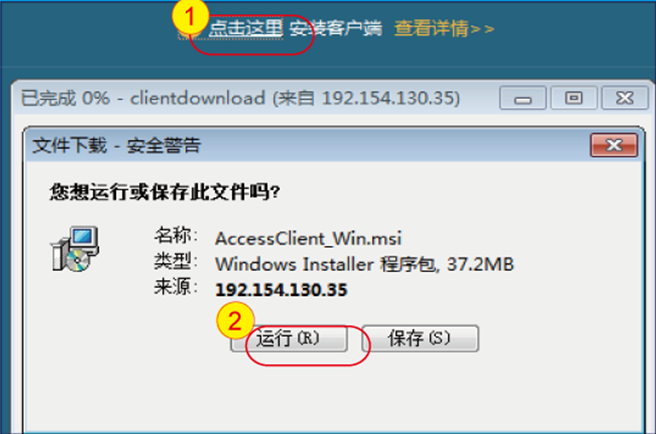 1
点击这里 安装客户端 查看详情>>
已完成 0% - clientdownload (来自 192.154.130.35)
文件下载 - 安全警告
您想运行或保存此文件吗?
名称: AccessClient_Win.msi
类型: Windows Installer 程序包, 37.2MB
来源: 192.154.130.35
2
运行(R) 保存(S)